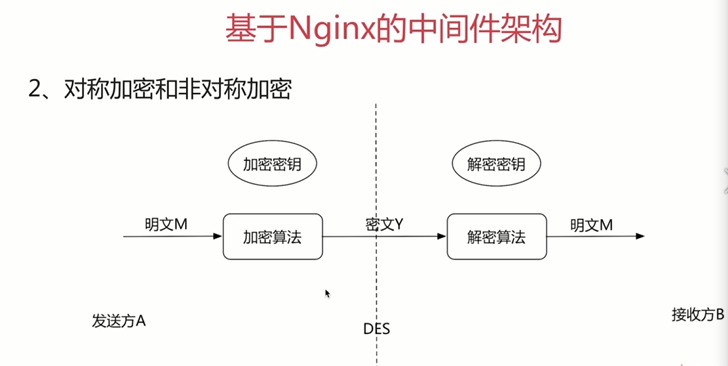 基于Nginx的中间件架构
2、对称加密和非对称加密
加密密钥
解密密钥
明文M
加密算法
密文Y
解密算法
明文M
发送方A
DES
接收方B